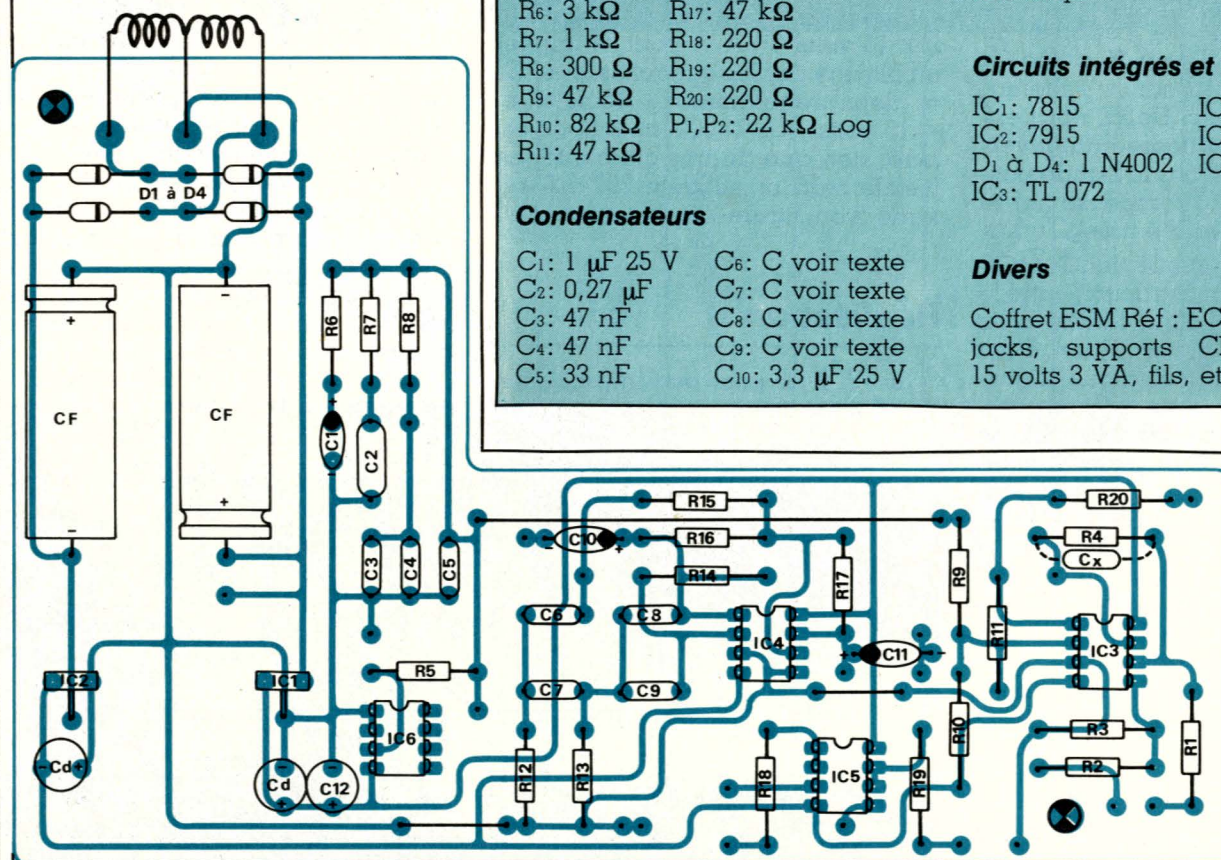 R6: 3 kΩ R17: 47 kΩ
R7: 1 kΩ R18: 220 Ω
R8: 300 Ω R19: 220 Ω
R9: 47 kΩ R20: 220 Ω
R10: 82 kΩ P1,P2: 22 kΩ Log
R11: 47 kΩ
Condensateurs
C1: 1 µF 25 V C6: C voir texte
C2: 0,27 µF C7: C voir texte
C3: 47 nF C8: C voir texte
C4: 47 nF C9: C voir texte
C5: 33 nF C10: 3,3 µF 25 V
Circuits intégrés et
IC1: 7815 IC
IC2: 7915 IC
D1 à D4: 1 N4002 IC
IC3: TL 072
Divers
Coffret ESM Réf : EC
jacks, supports C
15 volts 3 VA, fils, et
D1 à D4
+
-
CF
CF
-
+
R6
R7
R8
+
C1
-
C2
C3
C4
C5
R15
R16
R14
- C10 +
C6
C8
C7
C9
R17
IC4
+ C11 -
R9
R11
R20
R4
Cx
IC3
R10
R3
R2
R1
IC2
IC1
R5
IC6
- Cd +
-
Cd
+
-
C12
+
R12
R13
R18
IC5
R19